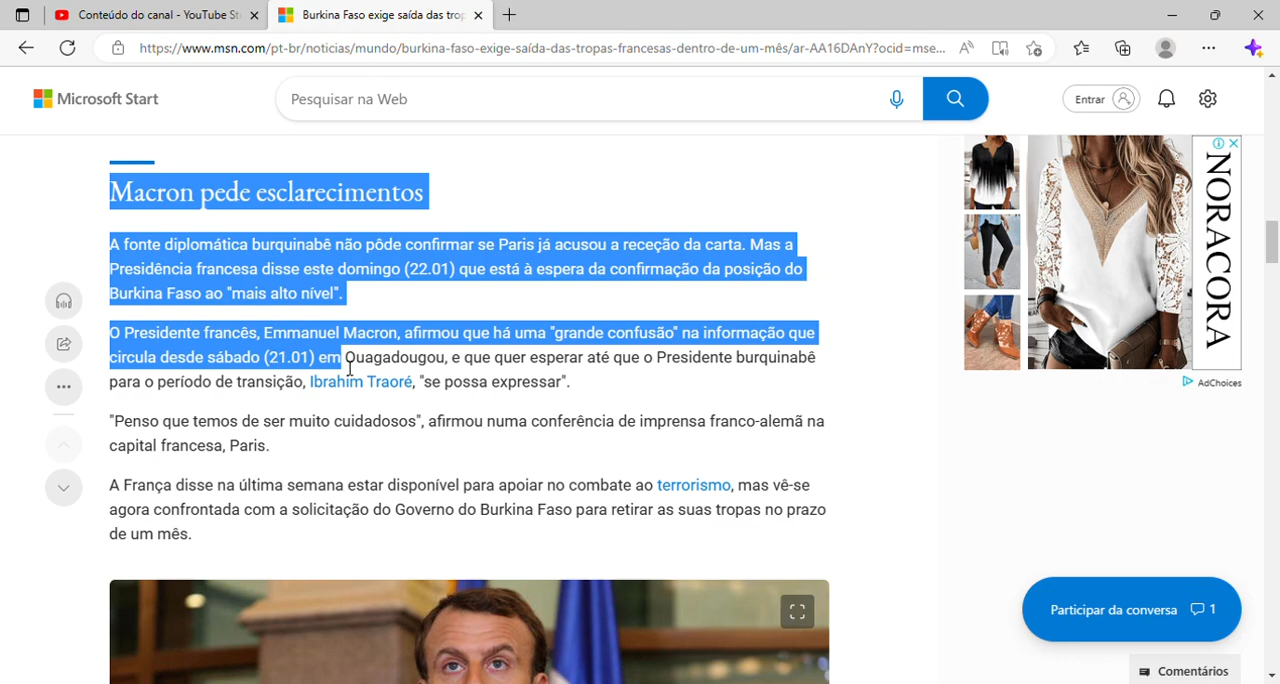 Conteúdo do canal - YouTube St
Burkina Faso exige saída das trop
https://www.msn.com/pt-br/noticias/mundo/burkina-faso-exige-saída-das-tropas-francesas-dentro-de-um-mês/ar-AA16DAnY?ocid=mse...
Microsoft Start
Pesquisar na Web
Entrar
Macron pede esclarecimentos
A fonte diplomática burquinabê não pôde confirmar se Paris já acusou a receção da carta. Mas a
Presidência francesa disse este domingo (22.01) que está à espera da confirmação da posição do
Burkina Faso ao "mais alto nível".
O Presidente francês, Emmanuel Macron, afirmou que há uma "grande confusão" na informação que
circula desde sábado (21.01) em Ouagadougou, e que quer esperar até que o Presidente burquinabê
para o período de transição, Ibrahim Traoré, "se possa expressar".
"Penso que temos de ser muito cuidadosos", afirmou numa conferência de imprensa franco-alemã na
capital francesa, Paris.
A França disse na última semana estar disponível para apoiar no combate ao terrorismo, mas vê-se
agora confrontada com a solicitação do Governo do Burkina Faso para retirar as suas tropas no prazo
de um mês.
NORACORA
AdChoices
Participar da conversa 1
Comentários